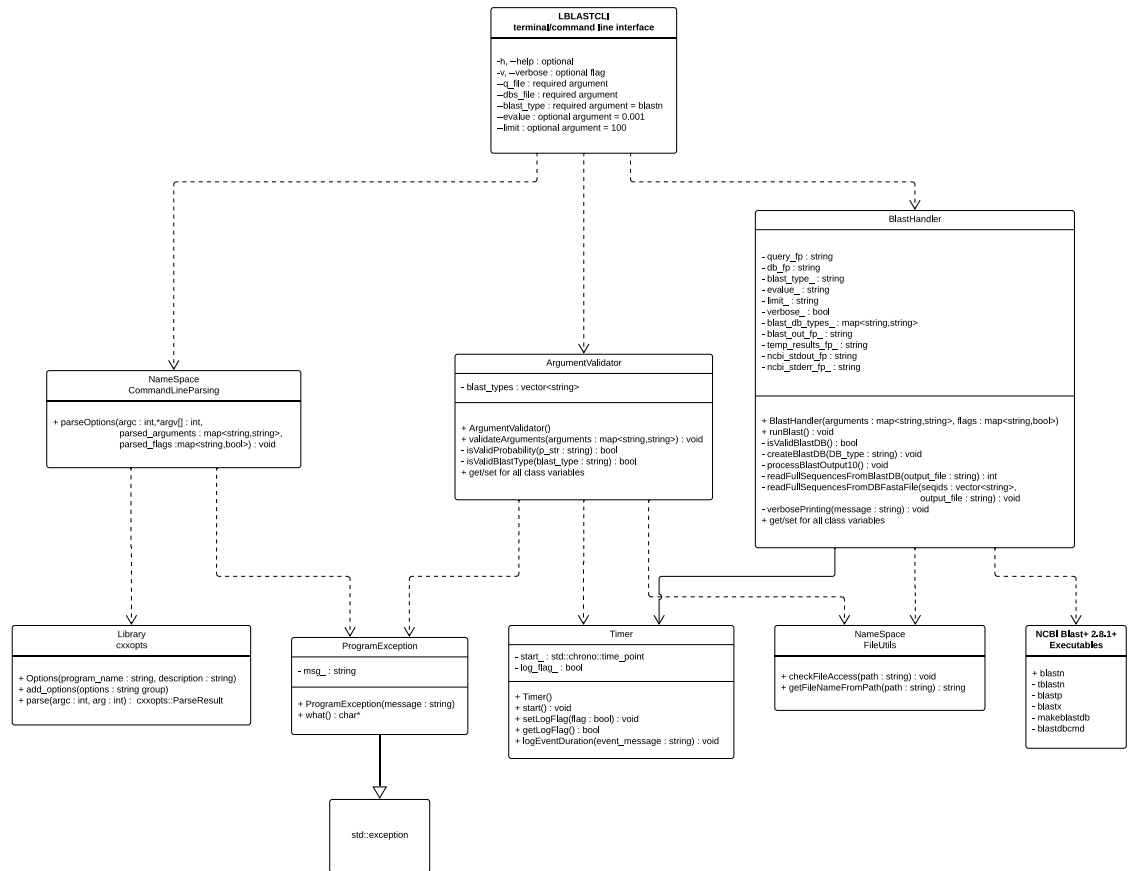 LBLASTCLI
terminal/command line interface
-h, –help : optional
-v, –verbose : optional flag
–q_file : required argument
–dbs_file : required argument
–blast_type : required argument = blastn
–evalue : optional argument = 0.001
–limit : optional argument = 100
BlastHandler
- query_fp : string
- db_fp : string
- blast_type_ : string
- evalue_ : string
- limit_ : string
- verbose_ : bool
- blast_db_types_ : map<string,string>
- blast_out_fp_ : string
- temp_results_fp_ : string
- ncbi_stdout_fp : string
- ncbi_stderr_fp_ : string
+ BlastHandler(arguments : map<string,string>, flags : map<string,bool>)
+ runBlast() : void
- isValidBlastDB() : bool
- createBlastDB(DB_type : string) : void
- processBlastOutput10() : void
- readFullSequencesFromBlastDB(output_file : string) : int
- readFullSequencesFromDBFastaFile(seqids : vector<string>,
output_file : string) : void
- verbosePrinting(message : string) : void
+ get/set for all class variables
ArgumentValidator
- blast_types : vector<string>
+ ArgumentValidator()
+ validateArguments(arguments : map<string,string>) : void
- isValidProbability(p_str : string) : bool
- isValidBlastType(blast_type : string) : bool
+ get/set for all class variables
NameSpace
CommandLineParsing
+ parseOptions(argc : int,*argv[] : int,
parsed_arguments : map<string,string>,
parsed_flags :map<string,bool>) : void
Library
cxxopts
+ Options(program_name : string, description : string)
+ add_options(options : string group)
+ parse(argc : int, arg : int) : cxxopts::ParseResult
ProgramException
- msg_ : string
+ ProgramException(message : string)
+ what() : char*
Timer
- start_ : std::chrono::time_point
- log_flag_ : bool
+ Timer()
+ start() : void
+ setLogFlag(flag : bool) : void
+ getLogFlag() : bool
+ logEventDuration(event_message : string) : void
NameSpace
FileUtils
+ checkFileAccess(path : string) : void
+ getFileNameFromPath(path : string) : string
NCBI Blast+ 2.8.1+
Executables
+ blastn
- tblastn
- blastp
- blastx
- makeblastdb
- blastdbcmd
std::exception